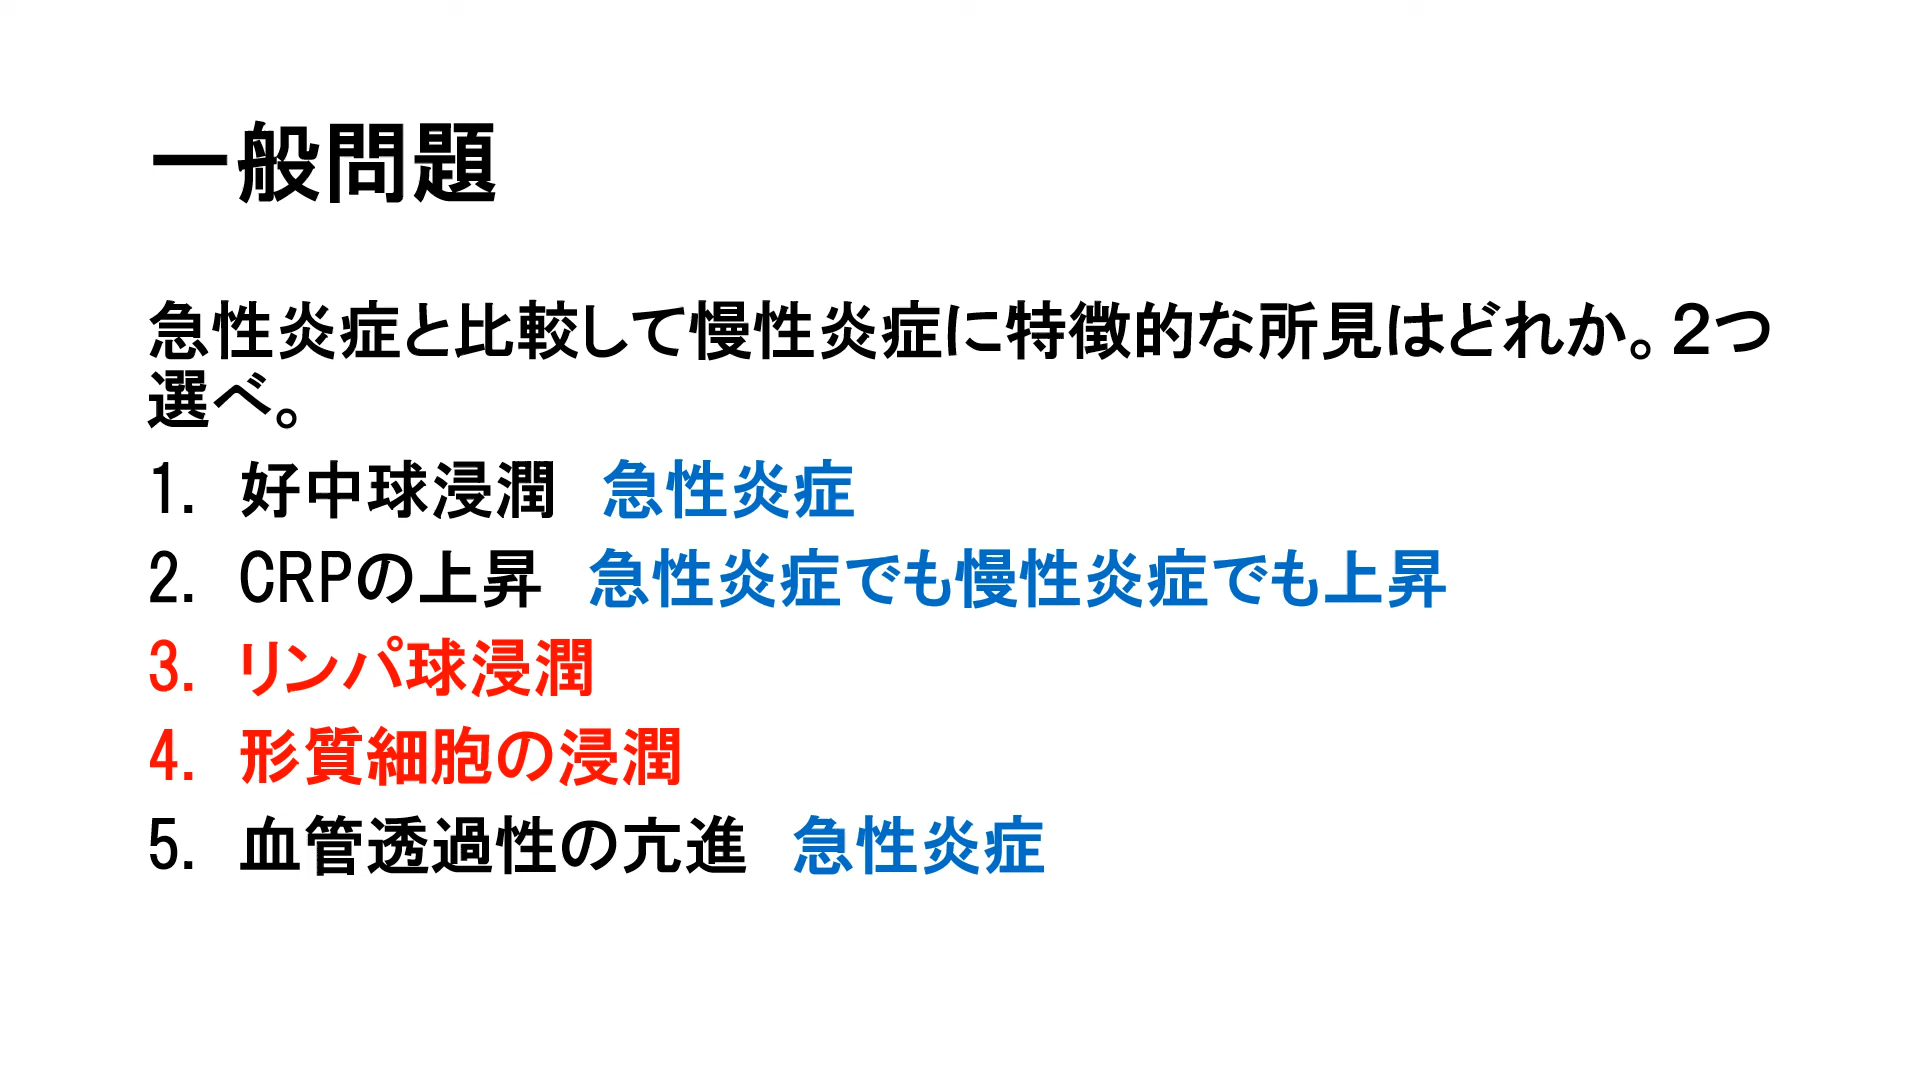 一般問題
急性炎症と比較して慢性炎症に特徴的な所見はどれか。２つ
選べ。
1. 好中球浸潤　急性炎症
2. CRPの上昇　急性炎症でも慢性炎症でも上昇
3. リンパ球浸潤
4. 形質細胞の浸潤
5. 血管透過性の亢進　急性炎症